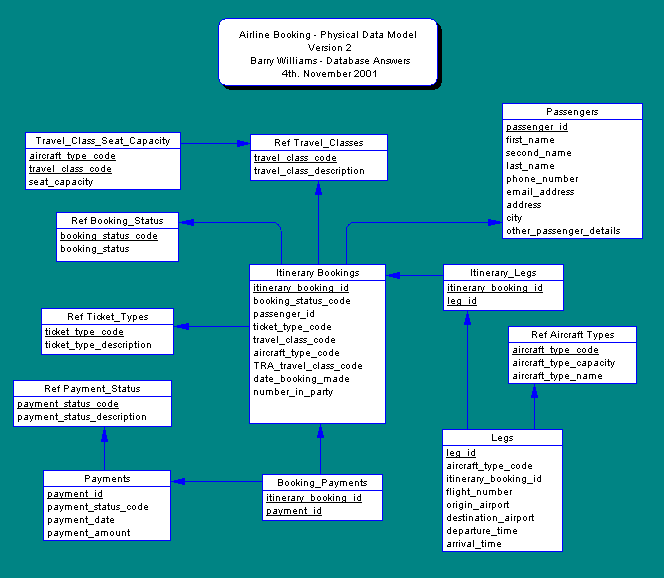 Airline Booking - Physical Data Model
Version 2
Barry Williams - Database Answers
4th. November 2001
Passengers
passenger_id
first_name
second_name
last_name
phone_number
email_address
address
city
other_passenger_details
Travel_Class_Seat_Capacity
aircraft_type_code
travel_class_code
seat_capacity
Ref Travel_Classes
travel_class_code
travel_class_description
Ref Booking_Status
booking_status_code
booking_status
Itinerary Bookings
itinerary_booking_id
booking_status_code
passenger_id
ticket_type_code
travel_class_code
aircraft_type_code
TRA_travel_class_code
date_booking_made
number_in_party
Itinerary_Legs
itinerary_booking_id
leg_id
Ref Ticket_Types
ticket_type_code
ticket_type_description
Ref Aircraft Types
aircraft_type_code
aircraft_type_capacity
aircraft_type_name
Ref Payment_Status
payment_status_code
payment_status_description
Legs
leg_id
aircraft_type_code
itinerary_booking_id
flight_number
origin_airport
destination_airport
departure_time
arrival_time
Payments
payment_id
payment_status_code
payment_date
payment_amount
Booking_Payments
itinerary_booking_id
payment_id